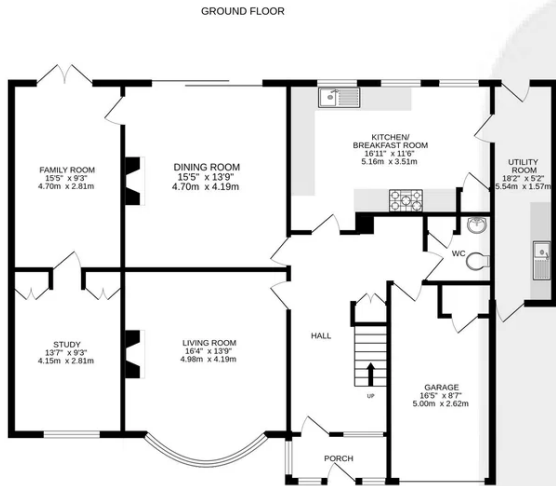 GROUND FLOOR
FAMILY ROOM
15'5" x 9'3"
4.70m x 2.81m
DINING ROOM
15'5" x 13'9"
4.70m x 4.19m
KITCHEN/
BREAKFAST ROOM
16'11" x 11'6"
5.16m x 3.51m
UTILITY
ROOM
18'2" x 5'2"
5.54m x 1.57m
WC
STUDY
13'7" x 9'3"
4.15m x 2.81m
LIVING ROOM
16'4" x 13'9"
4.98m x 4.19m
HALL
UP
GARAGE
16'5" x 8'7"
5.00m x 2.62m
PORCH